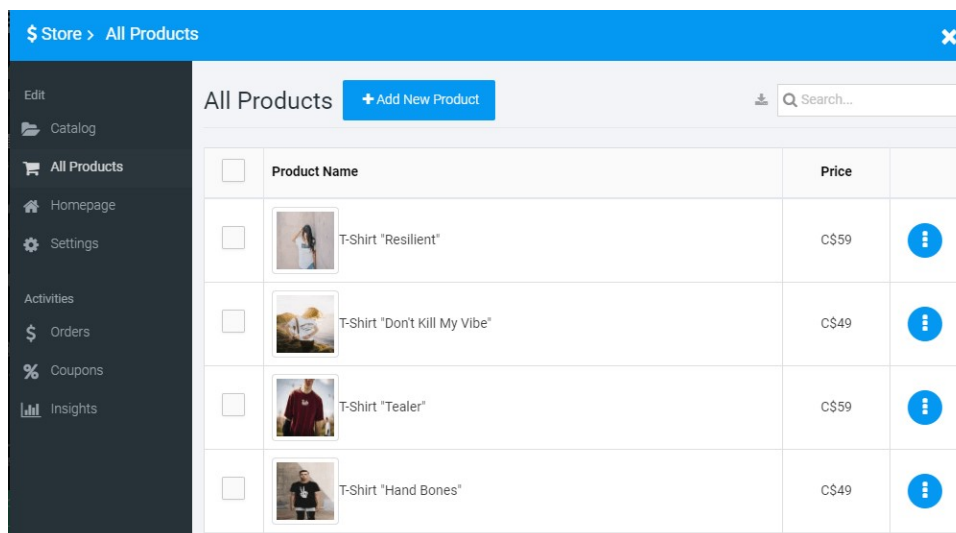 $ Store > All Products
Edit
Catalog
All Products
Homepage
Settings
Activities
$ Orders
% Coupons
Insights
All Products
+ Add New Product
Search...
Product Name Price
T-Shirt "Resilient" C$59
T-Shirt "Don't Kill My Vibe" C$49
T-Shirt "Tealer" C$59
T-Shirt "Hand Bones" C$49